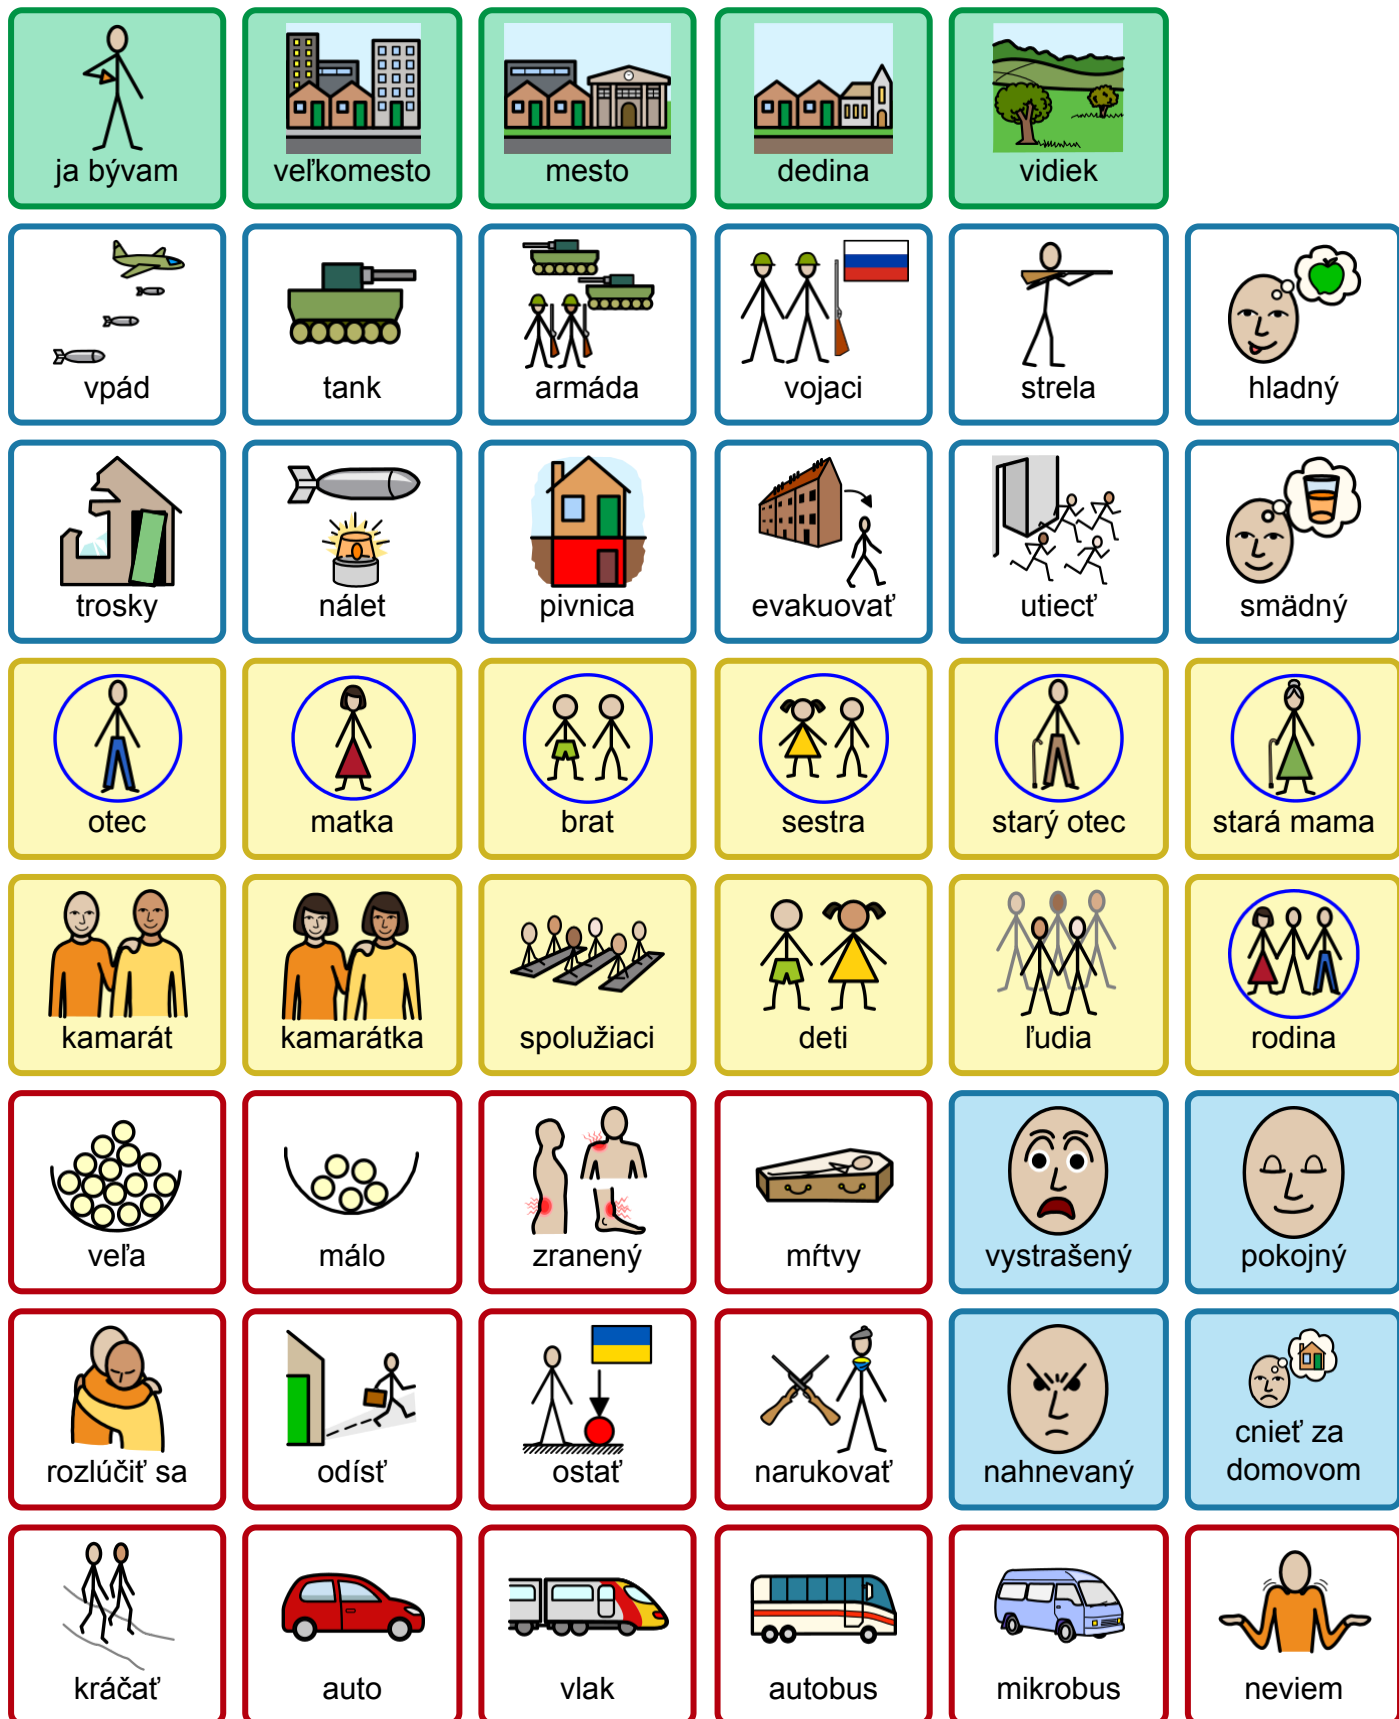 ja bývam
veľkomesto
mesto
dedina
vidiek
vpád
tank
armáda
vojaci
strela
hladný
trosky
nálet
pivnica
evakuovať
utiecť
smädný
otec
matka
brat
sestra
starý otec
stará mama
kamarát
kamarátka
spolužiaci
deti
ľudia
rodina
veľa
málo
zranený
mŕtvy
vystrašený
pokojný
rozlúčiť sa
odísť
ostať
narukovať
nahnevaný
cnieť za
domovom
kráčať
auto
vlak
autobus
mikrobus
neviem